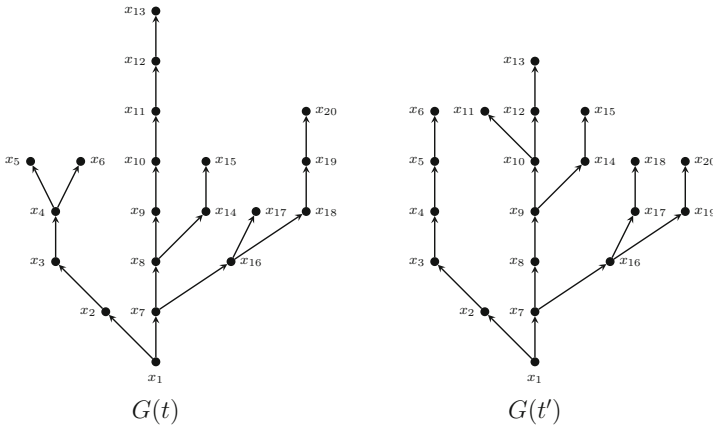 x₁₃
x₁₂ x₁₃
x₁₁ x₂₀ x₆ x₁₁ x₁₂ x₁₅
x₅ x₆ x₁₀ x₁₅ x₁₉ x₅ x₁₀ x₁₄ x₁₈ x₂₀
x₄ x₉ x₁₄ x₁₇ x₁₈ x₄ x₉ x₁₇ x₁₉
x₃ x₈ x₁₆ x₃ x₈ x₁₆
x₂ x₇ x₂ x₇
x₁ x₁
G(t) G(t′)